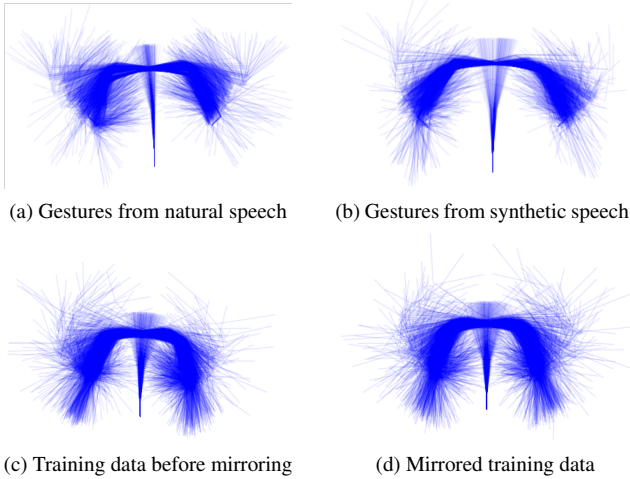 (a) Gestures from natural speech
(b) Gestures from synthetic speech
(c) Training data before mirroring
(d) Mirrored training data